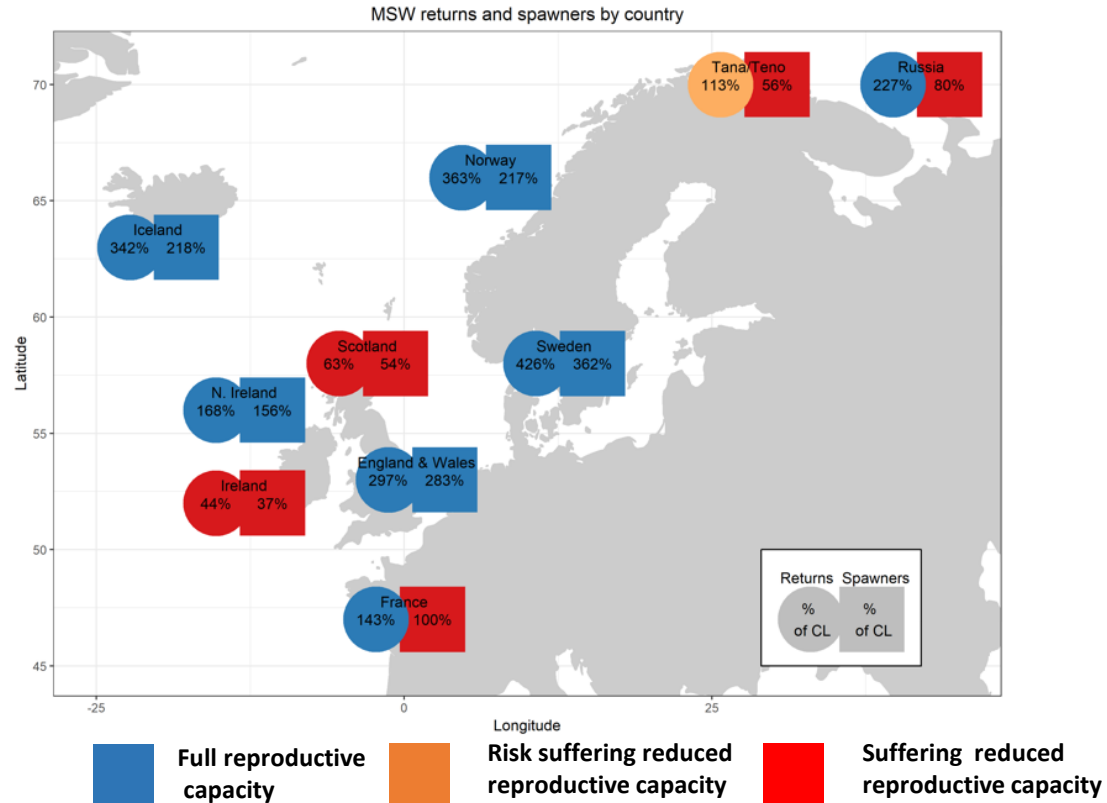 MSW returns and spawners by country
70
65
60
55
50
45
Latitude
Tana/Teno
113% 56%
Russia
227% 80%
Norway
363% 217%
Iceland
342% 218%
Scotland
63% 54%
Sweden
426% 362%
N. Ireland
168% 156%
England & Wales
297% 283%
Ireland
44% 37%
France
143% 100%
Returns Spawners
% %
of CL of CL
-25 0 25
Longitude
Full reproductive
capacity
Risk suffering reduced
reproductive capacity
Suffering reduced
reproductive capacity